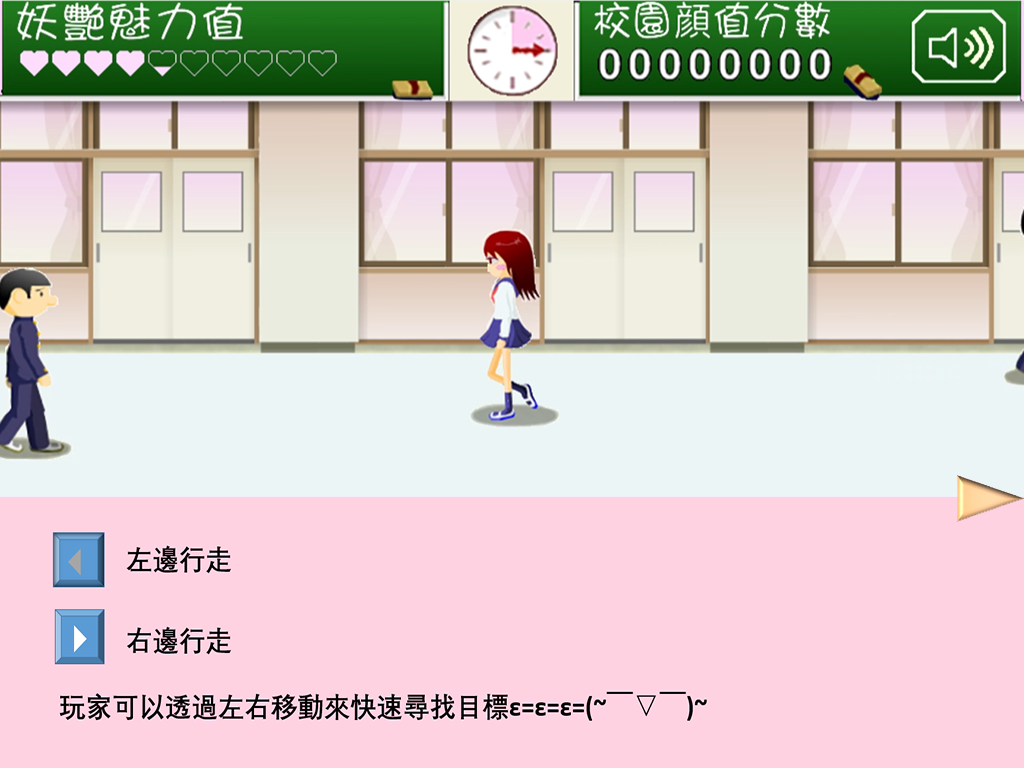 妖艷魅力值
校園顏值分數
00000000
左邊行走
右邊行走
玩家可以透過左右移動來快速尋找目標ε=ε=ε=(~￣▽￣)~